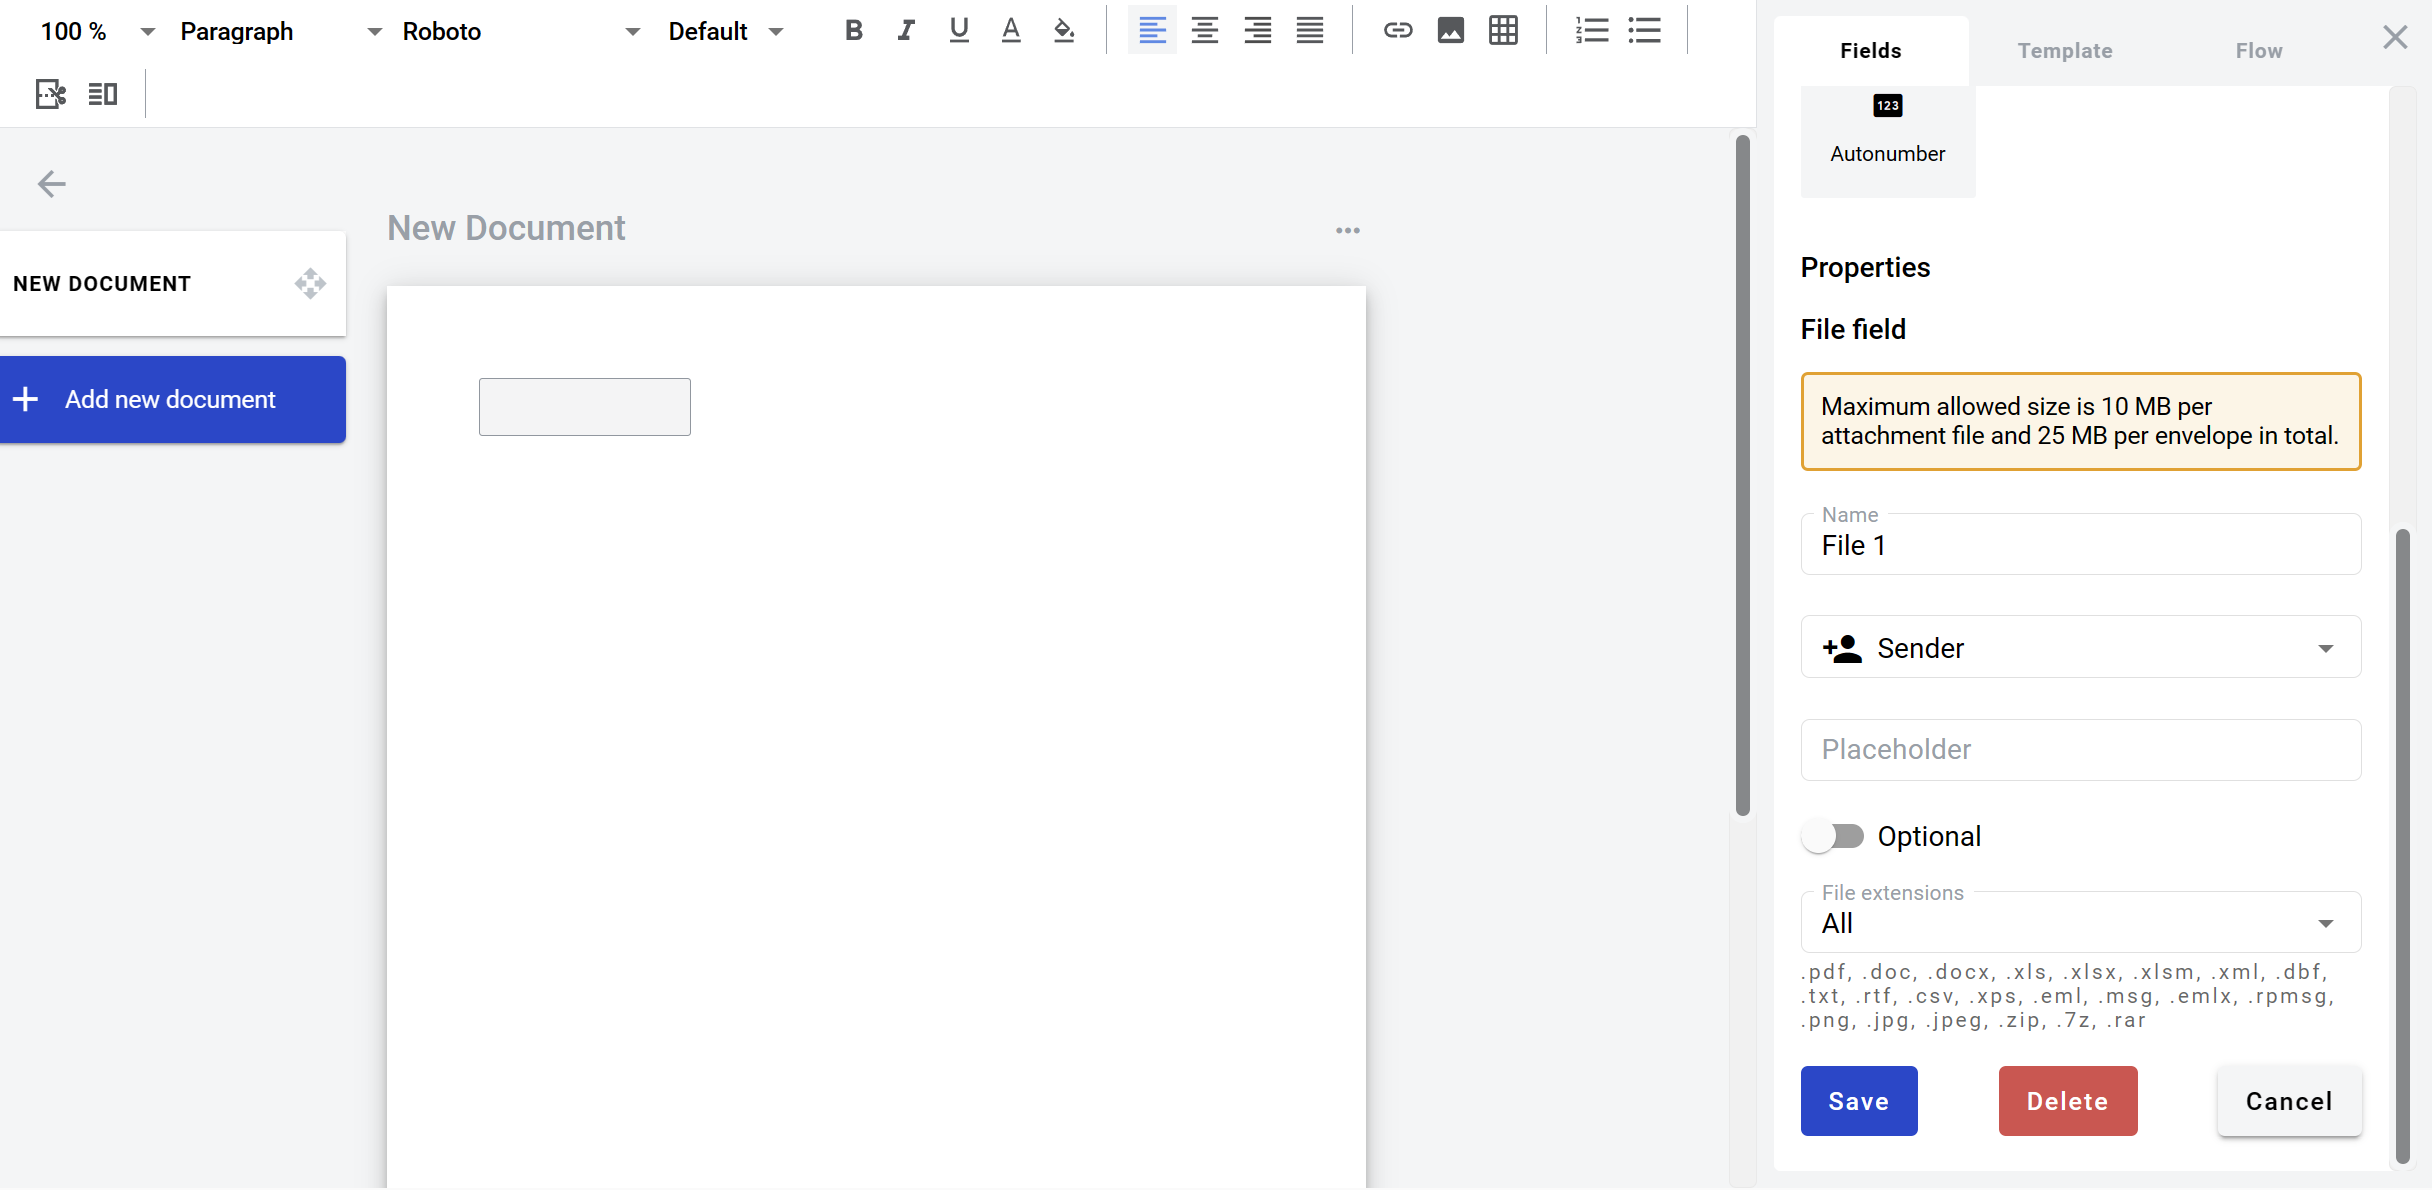 100 %
Paragraph
Roboto
Default
Fields
Template
Flow
123
Autonumber
New Document
NEW DOCUMENT
Add new document
Properties
File field
Maximum allowed size is 10 MB per
attachment file and 25 MB per envelope in total.
Name
File 1
Sender
Placeholder
Optional
File extensions
All
.pdf, .doc, .docx, .xls, .xlsx, .xlsm, .xml, .dbf,
.txt, .rtf, .csv, .xps, .eml, .msg, .emlx, .rpmsg,
.png, .jpg, .jpeg, .zip, .7z, .rar
Save
Delete
Cancel